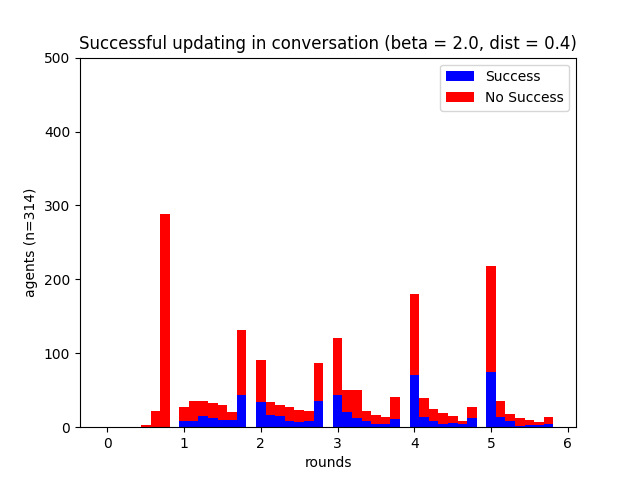 Successful updating in conversation (beta = 2.0, dist = 0.4)
Success
No Success
500
400
300
200
100
0
agents (n=314)
0 1 2 3 4 5 6
rounds